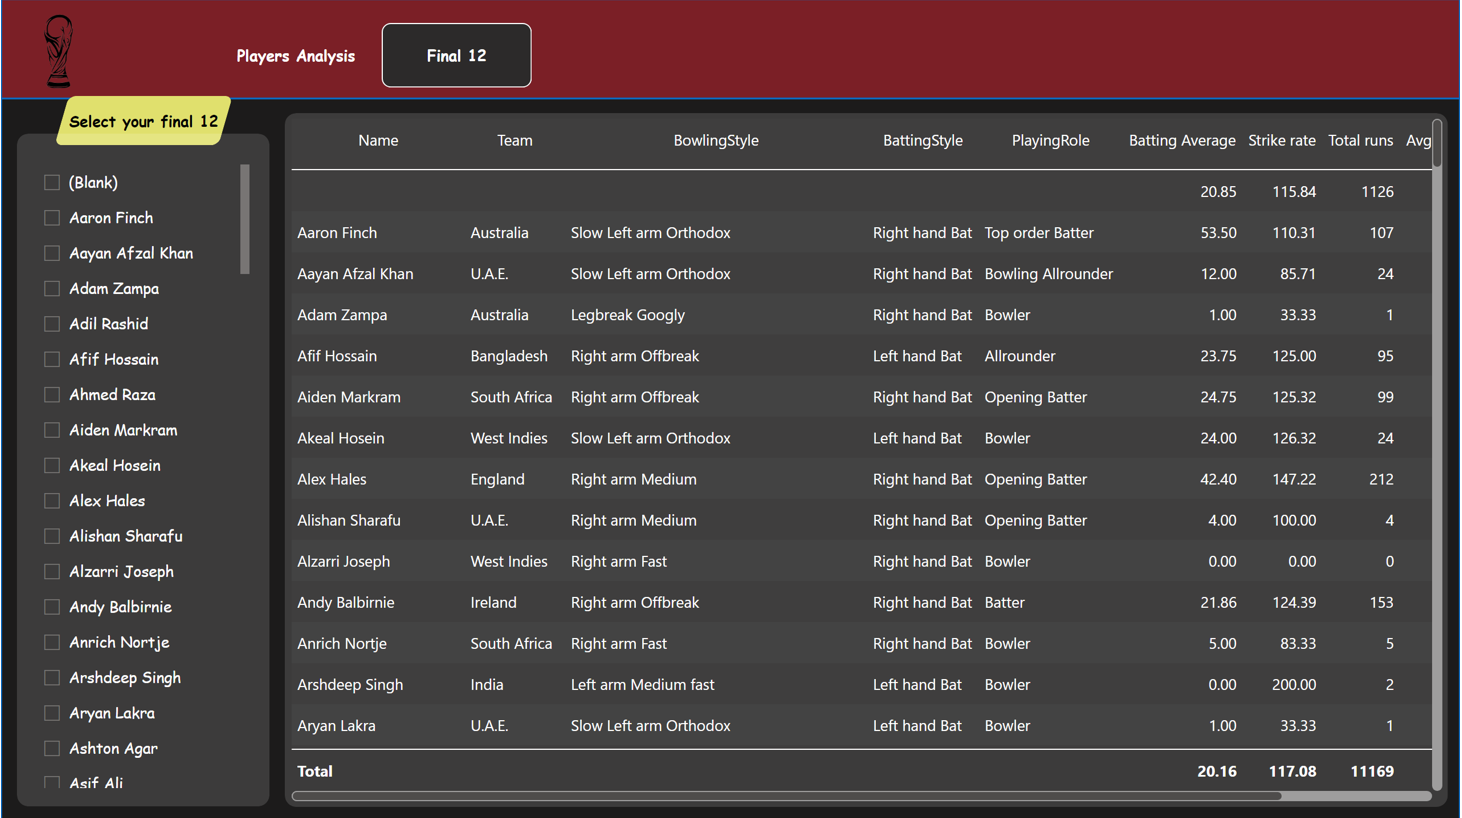 Players Analysis
Final 12
Select your final 12
(Blank)
Aaron Finch
Aayan Afzal Khan
Adam Zampa
Adil Rashid
Afif Hossain
Ahmed Raza
Aiden Markram
Akeal Hosein
Alex Hales
Alishan Sharafu
Alzarri Joseph
Andy Balbirnie
Anrich Nortje
Arshdeep Singh
Aryan Lakra
Ashton Agar
Asif Ali
Name Team BowlingStyle BattingStyle PlayingRole Batting Average Strike rate Total runs Avg
20.85 115.84 1126
Aaron Finch Australia Slow Left arm Orthodox Right hand Bat Top order Batter 53.50 110.31 107
Aayan Afzal Khan U.A.E. Slow Left arm Orthodox Right hand Bat Bowling Allrounder 12.00 85.71 24
Adam Zampa Australia Legbreak Googly Right hand Bat Bowler 1.00 33.33 1
Afif Hossain Bangladesh Right arm Offbreak Left hand Bat Allrounder 23.75 125.00 95
Aiden Markram South Africa Right arm Offbreak Right hand Bat Opening Batter 24.75 125.32 99
Akeal Hosein West Indies Slow Left arm Orthodox Left hand Bat Bowler 24.00 126.32 24
Alex Hales England Right arm Medium Right hand Bat Opening Batter 42.40 147.22 212
Alishan Sharafu U.A.E. Right arm Medium Right hand Bat Opening Batter 4.00 100.00 4
Alzarri Joseph West Indies Right arm Fast Right hand Bat Bowler 0.00 0.00 0
Andy Balbirnie Ireland Right arm Offbreak Right hand Bat Batter 21.86 124.39 153
Anrich Nortje South Africa Right arm Fast Right hand Bat Bowler 5.00 83.33 5
Arshdeep Singh India Left arm Medium fast Left hand Bat Bowler 0.00 200.00 2
Aryan Lakra U.A.E. Slow Left arm Orthodox Left hand Bat Bowler 1.00 33.33 1
Total 20.16 117.08 11169